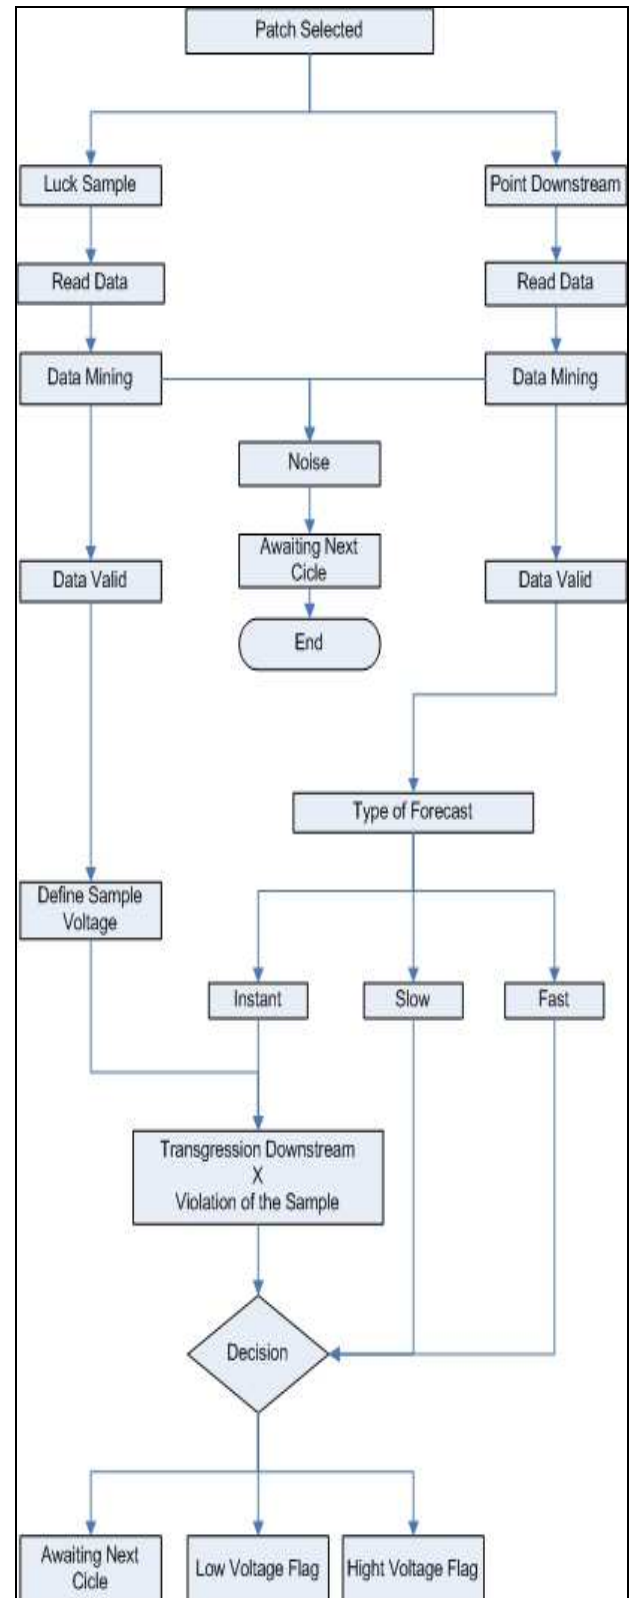 Patch Selected
Luck Sample
Point Downstream
Read Data
Read Data
Data Mining
Data Mining
Noise
Awaiting Next
Cicle
Data Valid
Data Valid
End
Type of Forecast
Define Sample
Voltage
Instant
Slow
Fast
Transgression Downstream
X
Violation of the Sample
Decision
Awaiting Next
Cicle
Low Voltage Flag
Hight Voltage Flag